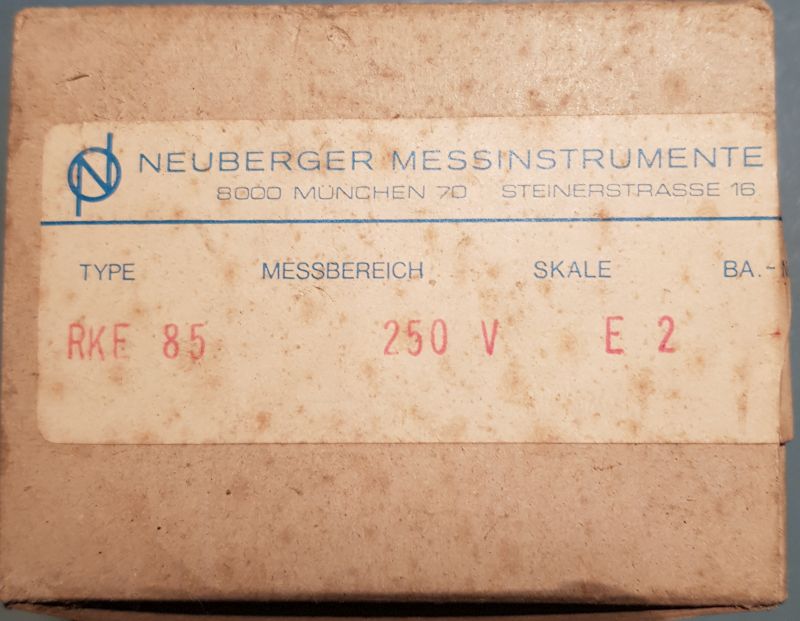 N NEUBERGER MESSINSTRUMENTE
8000 MÜNCHEN 70 STEINERSTRASSE 16
TYPE MESSBEREICH SKALE BA.-
RKE 85 250 V E 2